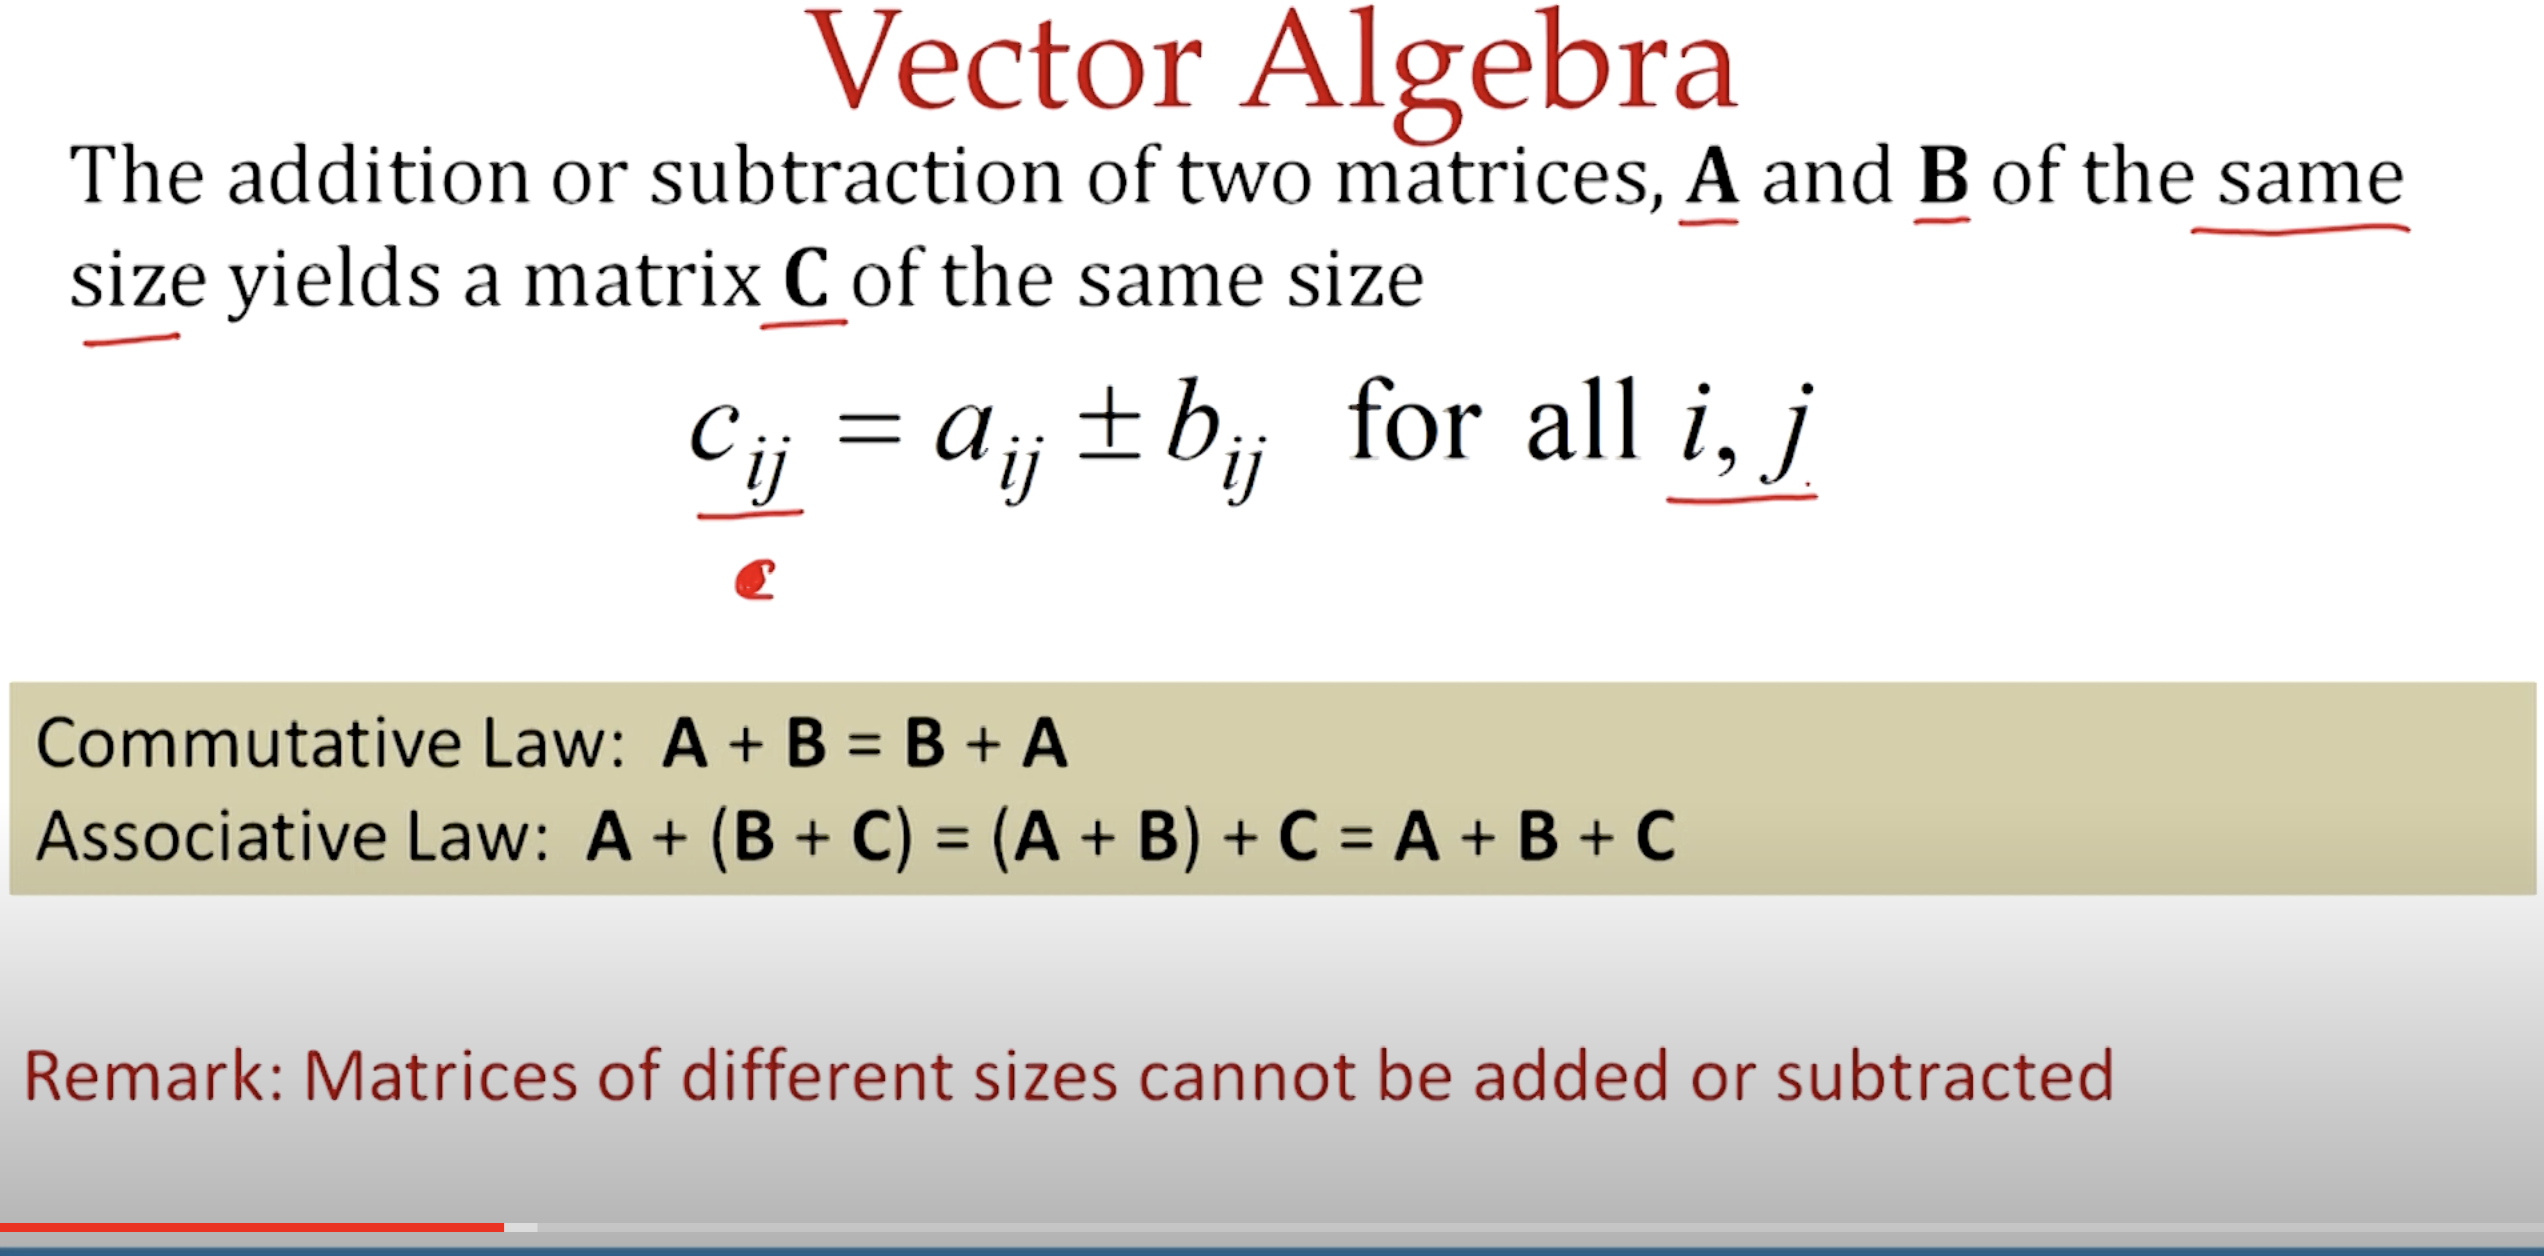 Vector Algebra
The addition or subtraction of two matrices, A and B of the same
size yields a matrix C of the same size
c_{ij} = a_{ij} ± b_{ij} for all i, j
Commutative Law: A + B = B + A
Associative Law: A + (B + C) = (A + B) + C = A + B + C
Remark: Matrices of different sizes cannot be added or subtracted